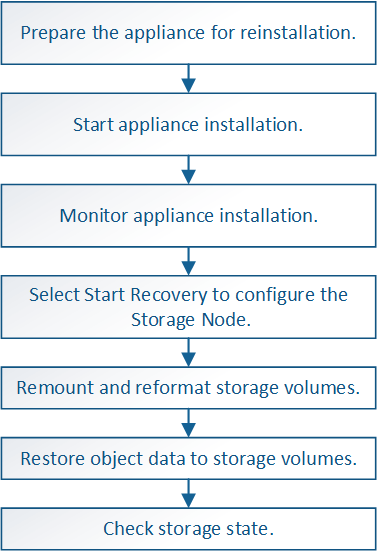 Prepare the appliance for reinstallation.
Start appliance installation.
Monitor appliance installation.
Select Start Recovery to configure the
Storage Node.
Remount and reformat storage volumes.
Restore object data to storage volumes.
Check storage state.